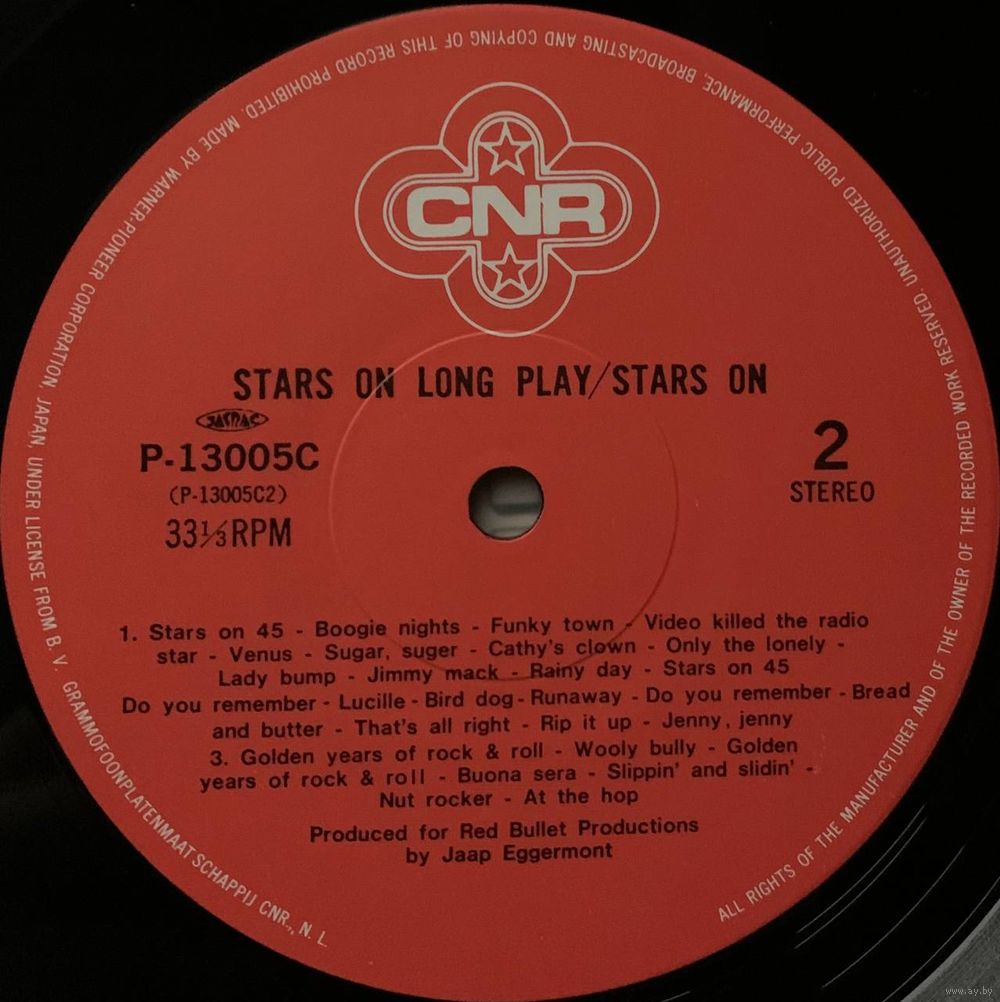 MADE BY WARNER-PIONEER CORPORATION, JAPAN, UNDER LICENSE FROM B. V GRAMMOFOONPLATENMAATSCHAPPIJ CNR., N. L.
ALL RIGHTS OF THE MANUFACTURER AND OF THE OWNER OF THE RECORDED WORK RESERVED. UNAUTHORIZED PUBLIC PERFORMANCE, BROADCASTING AND COPYING OF THIS RECORD PROHIBITED.
CNR
STARS ON LONG PLAY/STARS ON
JASRAC
P-13005C
(P-13005C2)
33⅓RPM
2
STEREO
1. Stars on 45 - Boogie nights - Funky town - Video killed the radio
star - Venus - Sugar, suger - Cathy's clown - Only the lonely -
Lady bump - Jimmy mack - Rainy day - Stars on 45
Do you remember - Lucille - Bird dog - Runaway - Do you remember - Bread
and butter - That's all right - Rip it up - Jenny, jenny
3. Golden years of rock & roll - Wooly bully - Golden
years of rock & roll - Buona sera - Slippin' and slidin' -
Nut rocker - At the hop
Produced for Red Bullet Productions
by Jaap Eggermont
www.ay.by